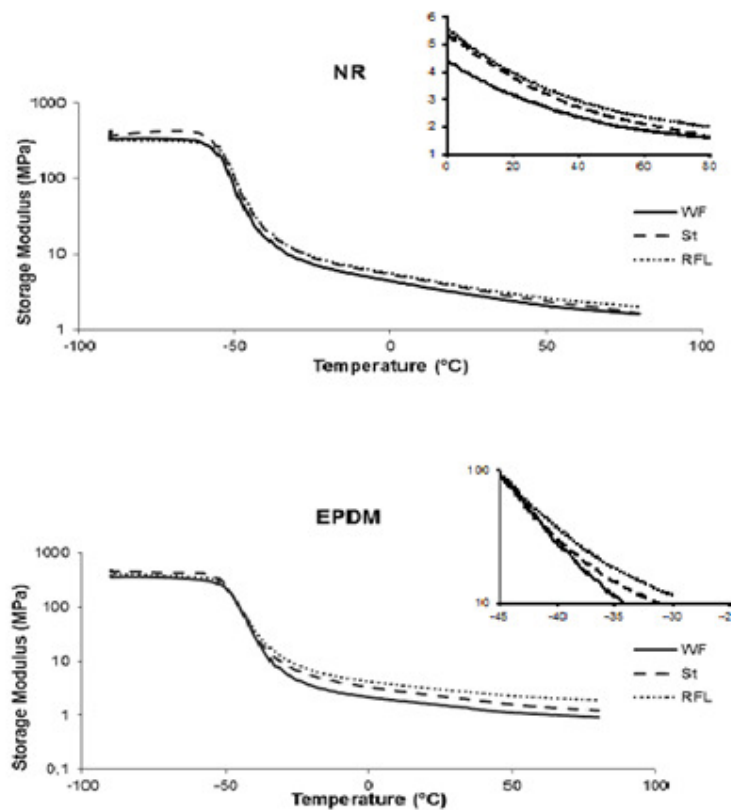 NR
6
5
4
3
2
1
0 20 40 60 80
1000
100
10
1
-100 -50 0 50 100
Storage Modulus (MPa)
Temperature (°C)
WF
St
RFL
EPDM
100
10
-45 -40 -35 -30 -25
1000
100
10
1
0,1
-100 -50 0 50 100
Storage Modulus (MPa)
Temperature (°C)
WF
St
RFL